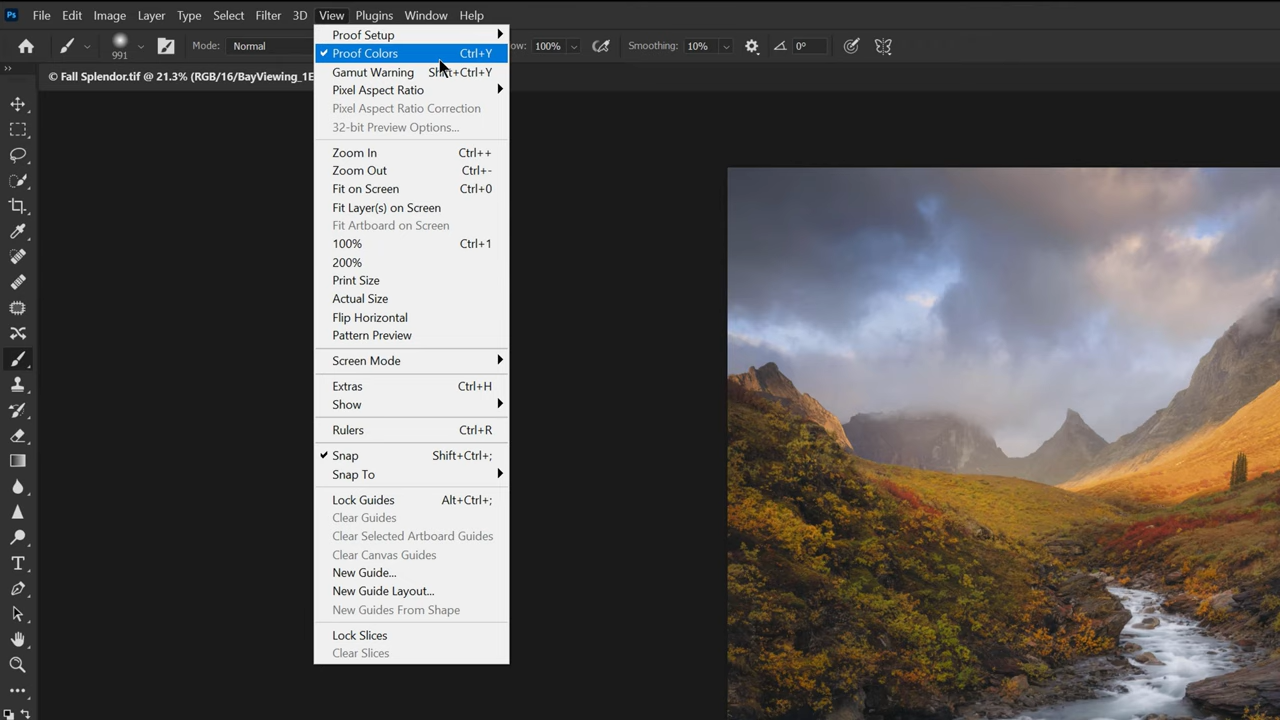 Ps File Edit Image Layer Type Select Filter 3D View Plugins Window Help
991 Mode: Normal 100% Smoothing: 10% 0°
© Fall Splendor.tif @ 21.3% (RGB/16/BayViewing_1E
Proof Setup
Proof Colors Ctrl+Y
Gamut Warning Shift+Ctrl+Y
Pixel Aspect Ratio
Pixel Aspect Ratio Correction
32-bit Preview Options...
Zoom In Ctrl++
Zoom Out Ctrl+-
Fit on Screen Ctrl+0
Fit Layer(s) on Screen
Fit Artboard on Screen
100% Ctrl+1
200%
Print Size
Actual Size
Flip Horizontal
Pattern Preview
Screen Mode
Extras Ctrl+H
Show
Rulers Ctrl+R
Snap Shift+Ctrl+;
Snap To
Lock Guides Alt+Ctrl+;
Clear Guides
Clear Selected Artboard Guides
Clear Canvas Guides
New Guide...
New Guide Layout...
New Guides From Shape
Lock Slices
Clear Slices